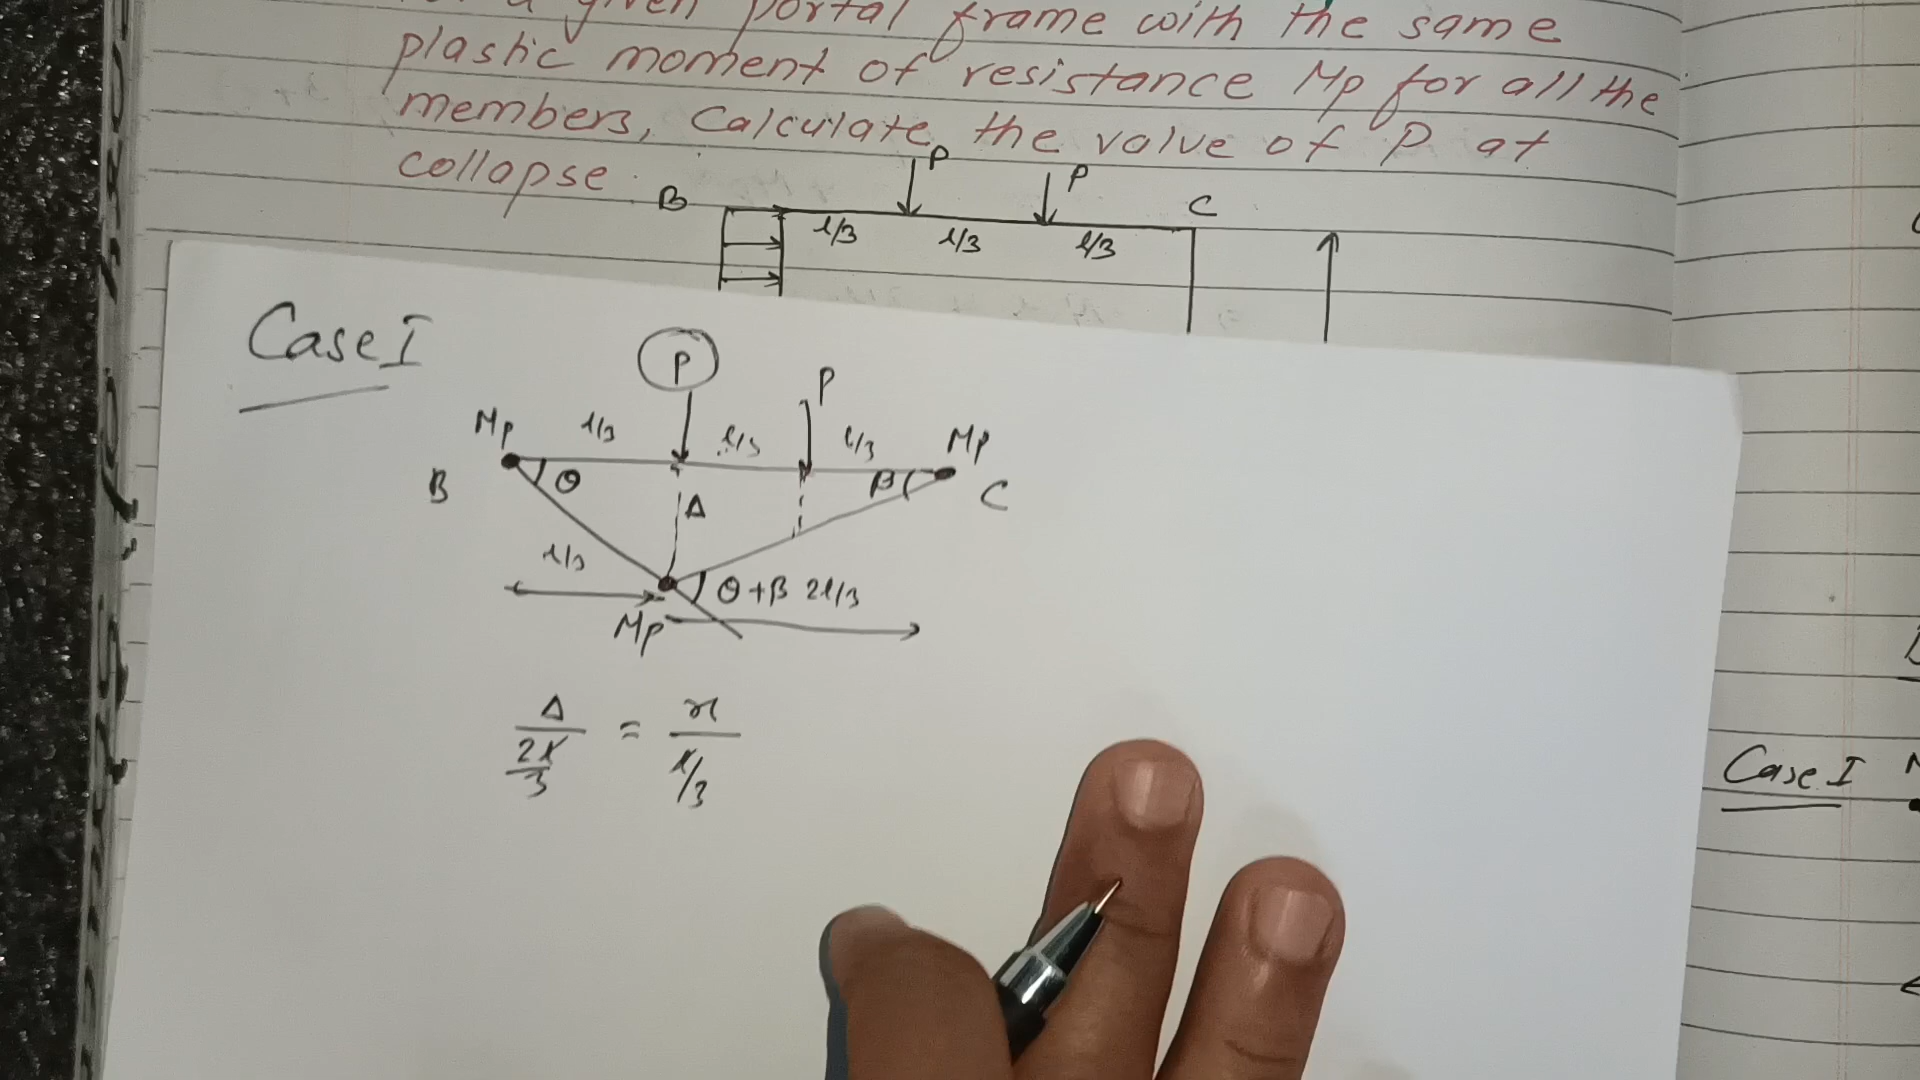 a given portal frame with the same
plastic moment of resistance Mp for all the
members, Calculate the value of P at
collapse.
P P
B C
l/3 l/3 l/3
Case I
P P
Mp l/3 l/3 l/3 Mp
B θ β C
Δ
l/3 θ+β 2l/3
Mp
Δ/(2l/3) = x/(l/3)
Case I